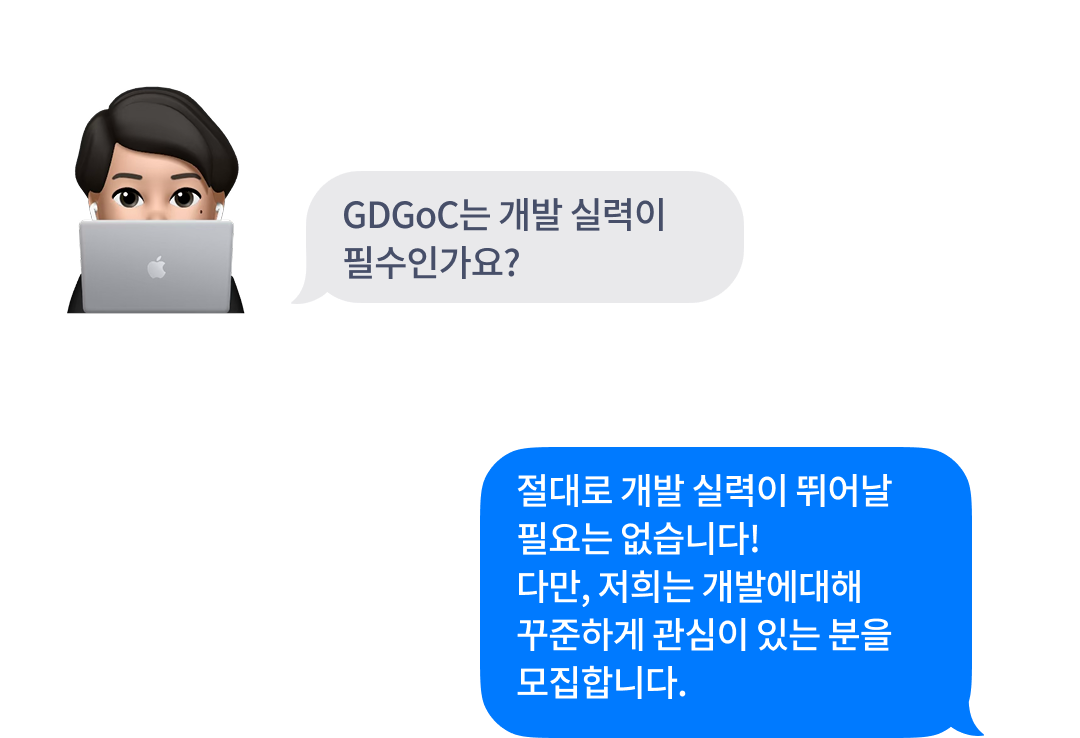 GDGoC는 개발 실력이
필수인가요?
절대로 개발 실력이 뛰어날
필요는 없습니다!
다만, 저희는 개발에대해
꾸준하게 관심이 있는 분을
모집합니다.